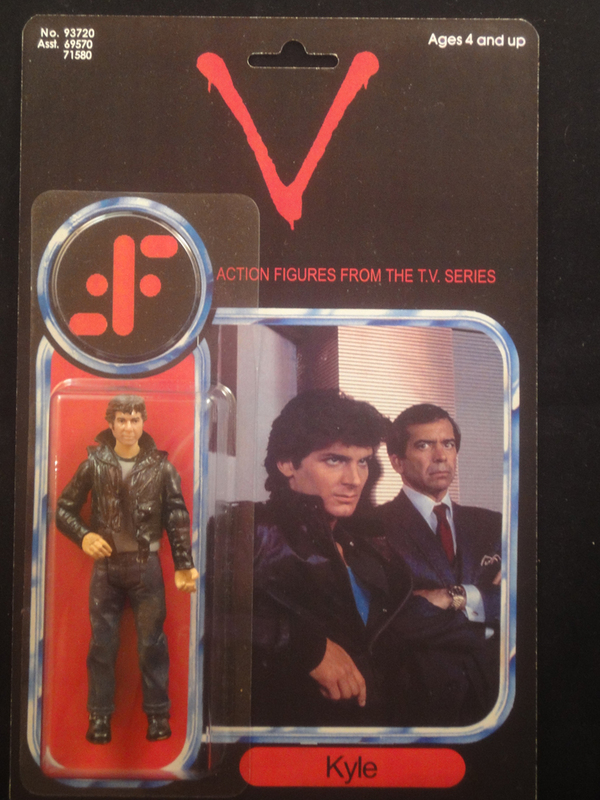 No. 93720
Asst. 69570
71580
Ages 4 and up
V
ACTION FIGURES FROM THE T.V. SERIES
Kyle